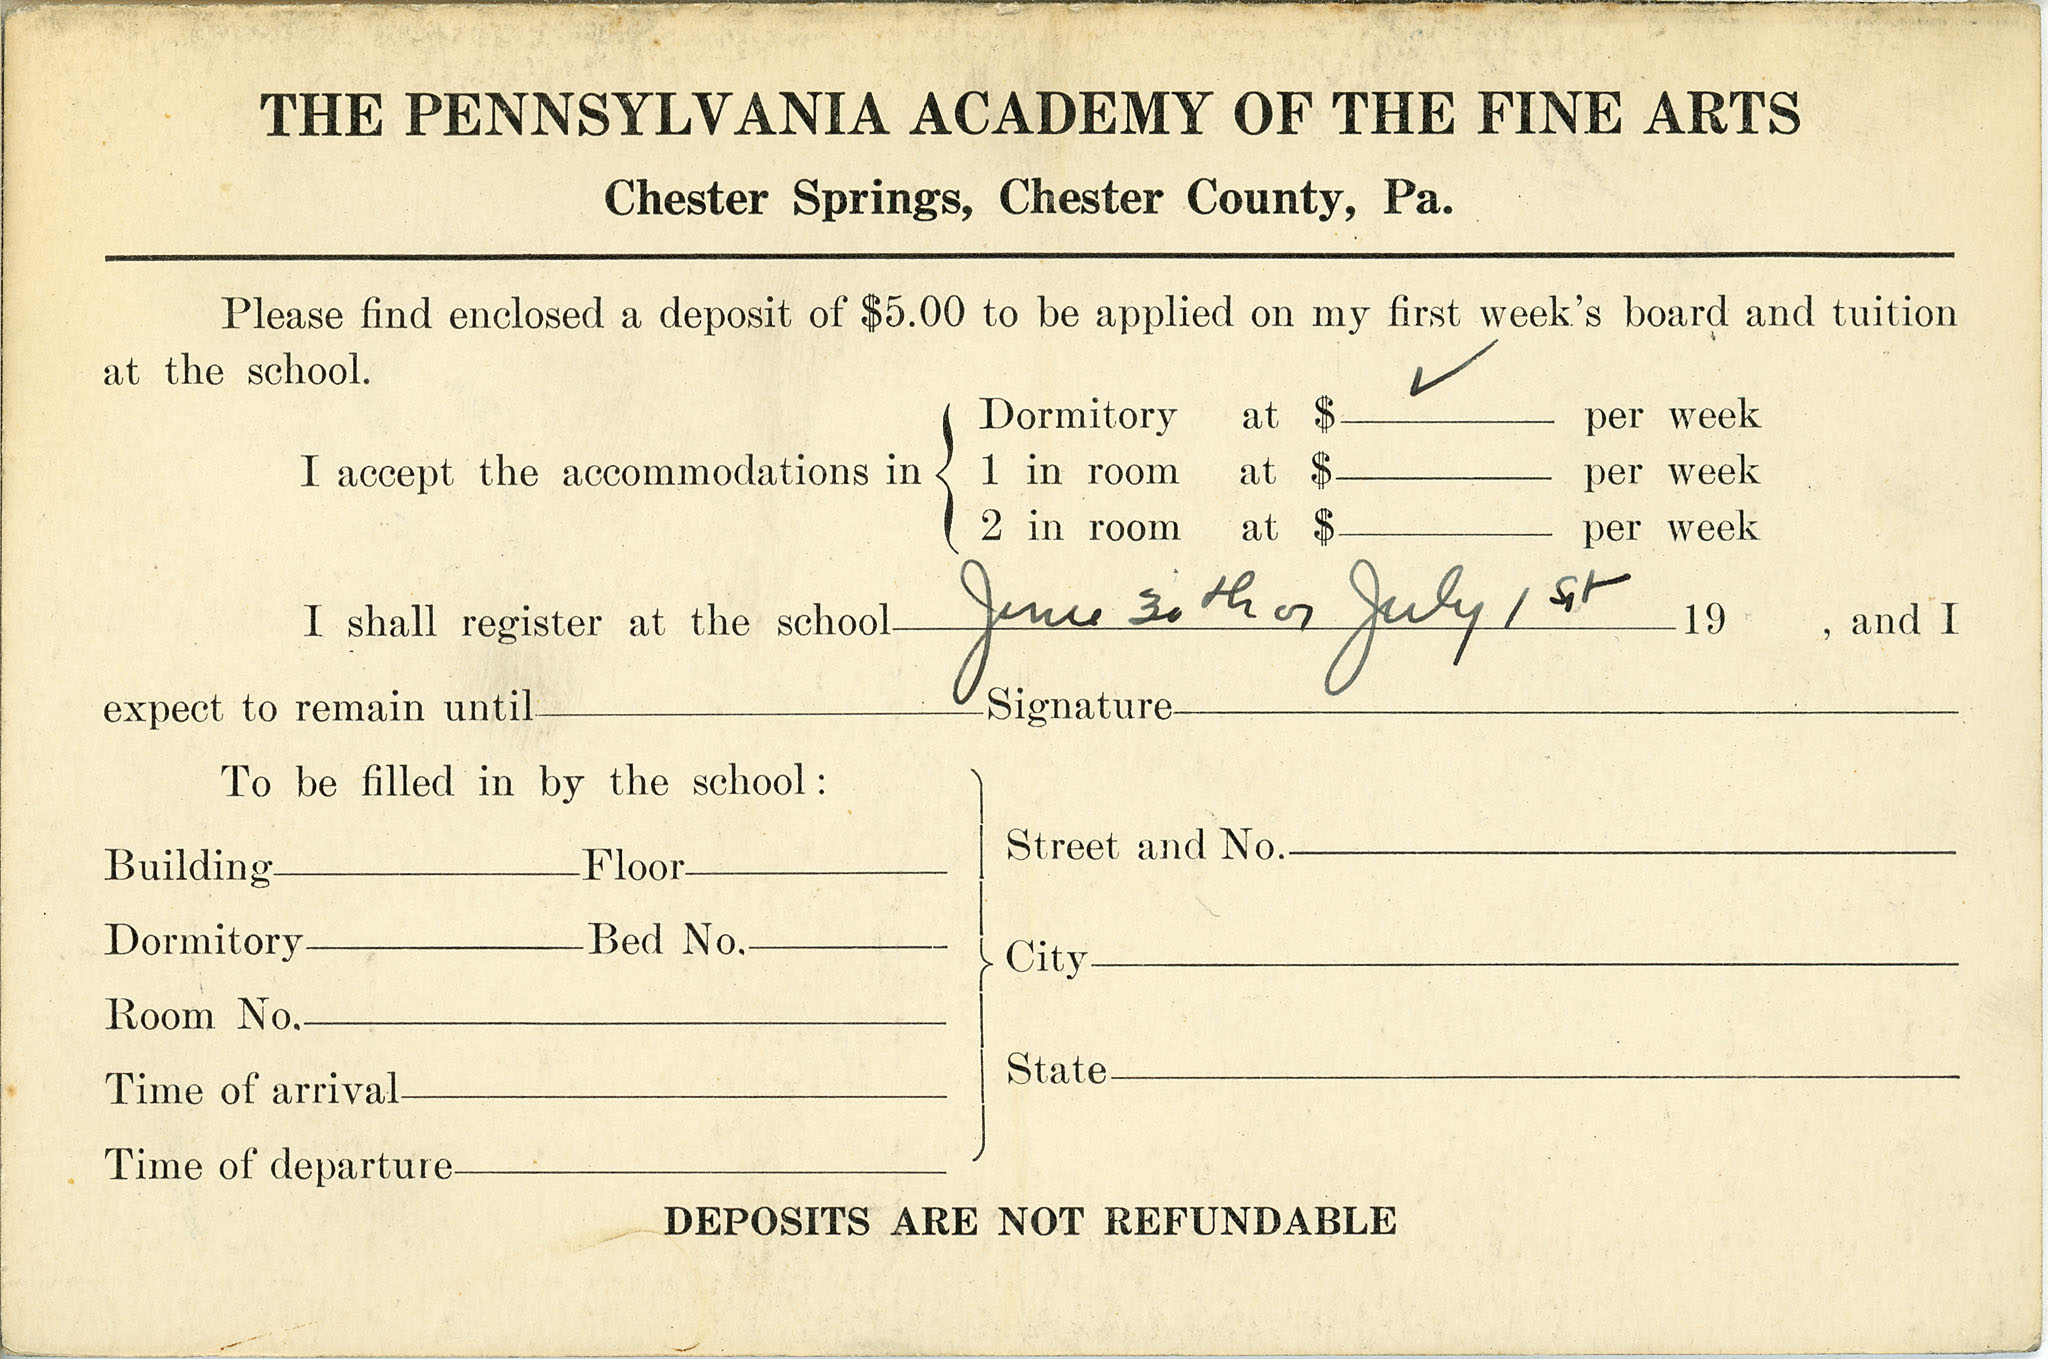 THE PENNSYLVANIA ACADEMY OF THE FINE ARTS
Chester Springs, Chester County, Pa.
Please find enclosed a deposit of $5.00 to be applied on my first week's board and tuition
at the school.
I accept the accommodations in
Dormitory at $ ✓ per week
1 in room at $ per week
2 in room at $ per week
I shall register at the school June 30th or July 1st 19 , and I
expect to remain until Signature
To be filled in by the school:
Building Floor
Dormitory Bed No.
Room No.
Time of arrival
Time of departure
Street and No.
City
State
DEPOSITS ARE NOT REFUNDABLE